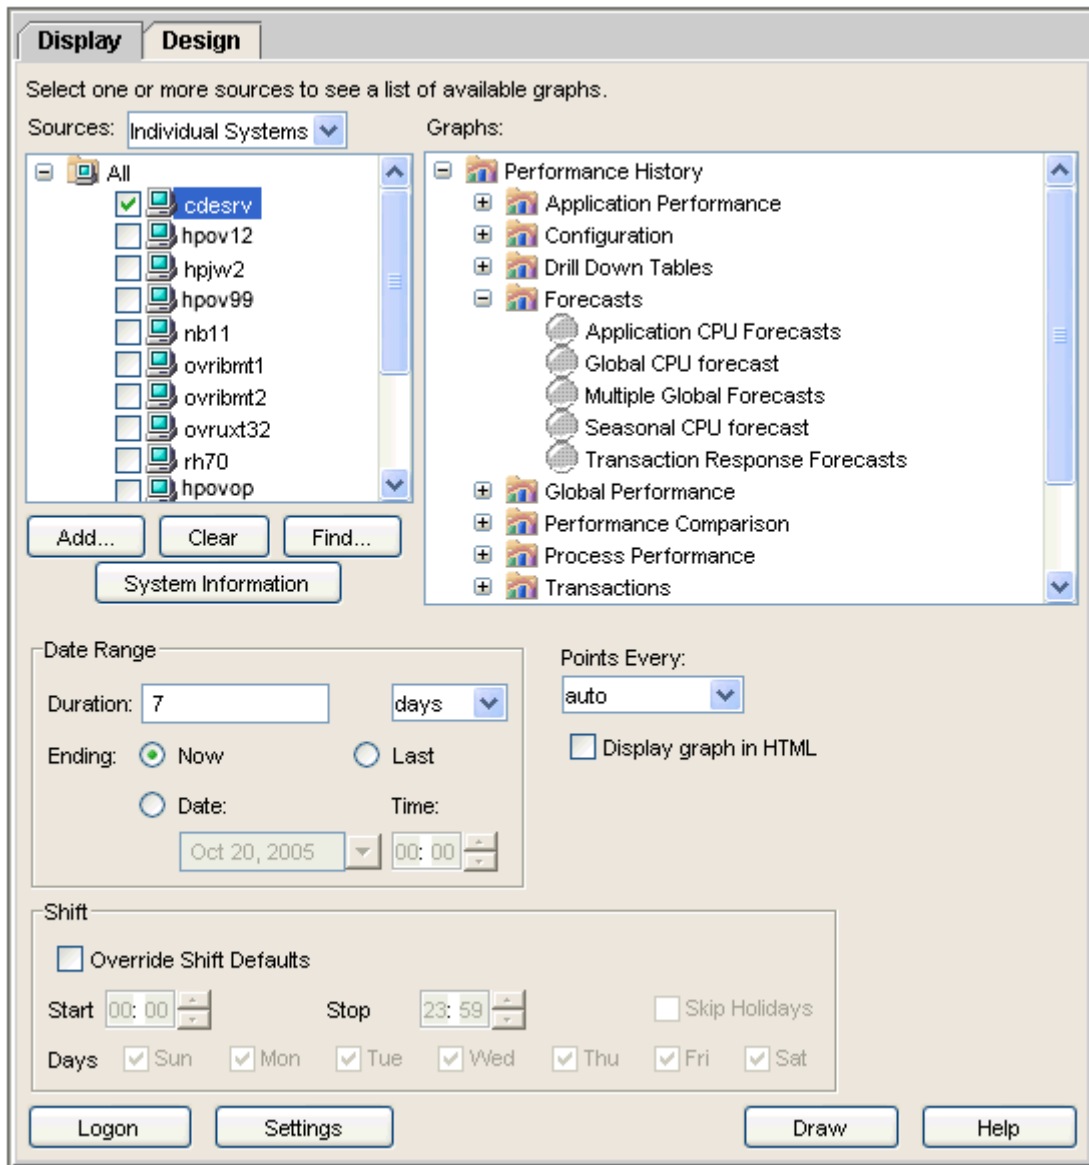 Display Design
Select one or more sources to see a list of available graphs.
Sources: Individual Systems Graphs:
All
cdesrv
hpov12
hpjw2
hpov99
nb11
ovribmt1
ovribmt2
ovruxt32
rh70
hpovop
Add... Clear Find...
System Information
Performance History
Application Performance
Configuration
Drill Down Tables
Forecasts
Application CPU Forecasts
Global CPU forecast
Multiple Global Forecasts
Seasonal CPU forecast
Transaction Response Forecasts
Global Performance
Performance Comparison
Process Performance
Transactions
Date Range
Duration: 7 days
Ending: Now Last
Date: Time:
Oct 20, 2005 00: 00
Points Every:
auto
Display graph in HTML
Shift
Override Shift Defaults
Start 00: 00 Stop 23: 59 Skip Holidays
Days Sun Mon Tue Wed Thu Fri Sat
Logon Settings Draw Help